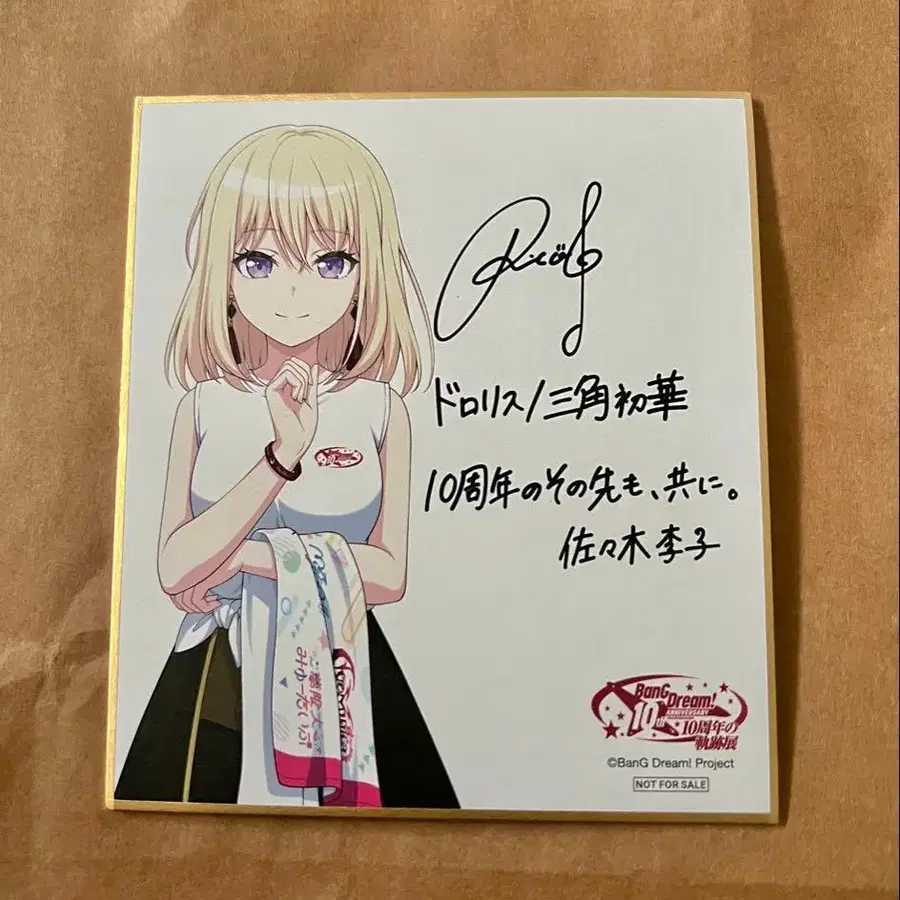 ドロリス/三角初華
10周年のその先も、共に。
佐々木李子
BanG Dream!
10th
ANNIVERSARY
10周年の
軌跡展
©BanG Dream! Project
NOT FOR SALE